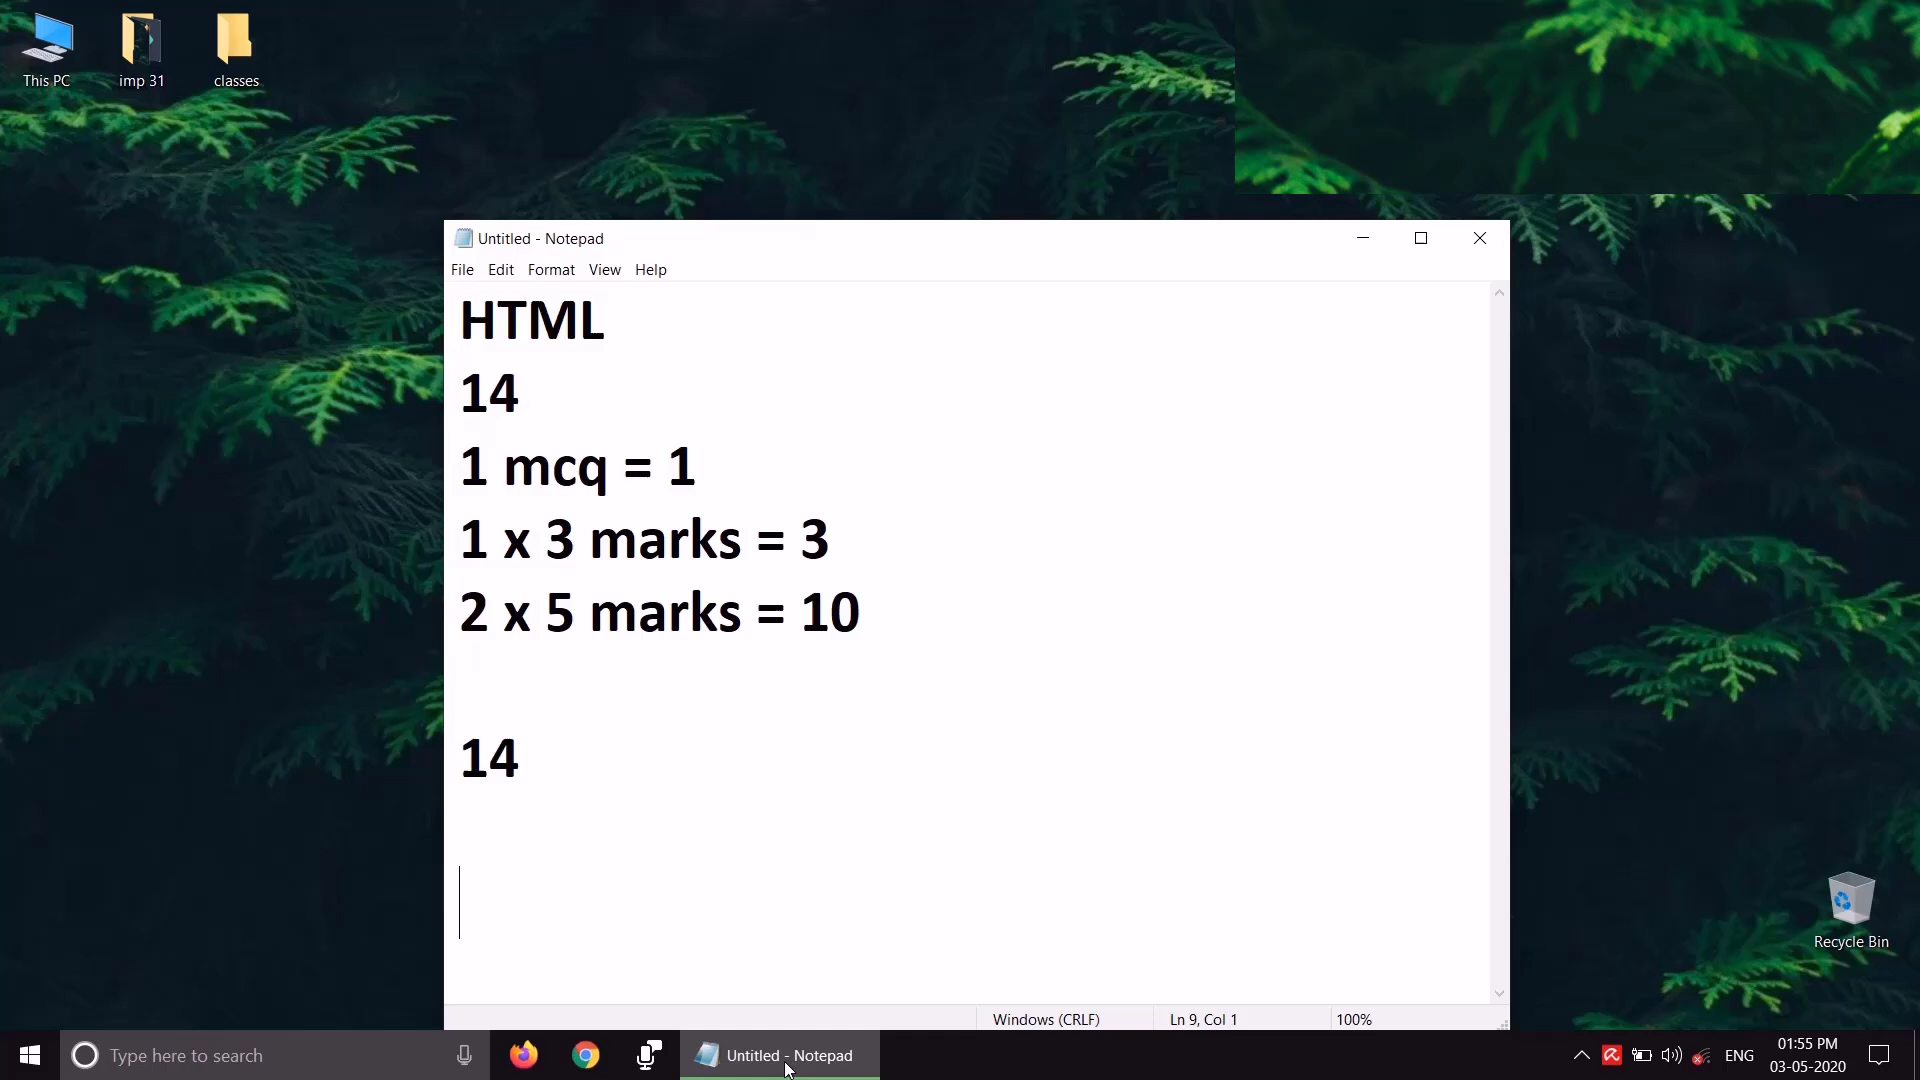 This PC
imp 31
classes
Untitled - Notepad
File Edit Format View Help
HTML
14
1 mcq = 1
1 x 3 marks = 3
2 x 5 marks = 10
14
Windows (CRLF) Ln 9, Col 1 100%
Recycle Bin
Type here to search
Untitled - Notepad
ENG
01:55 PM
03-05-2020